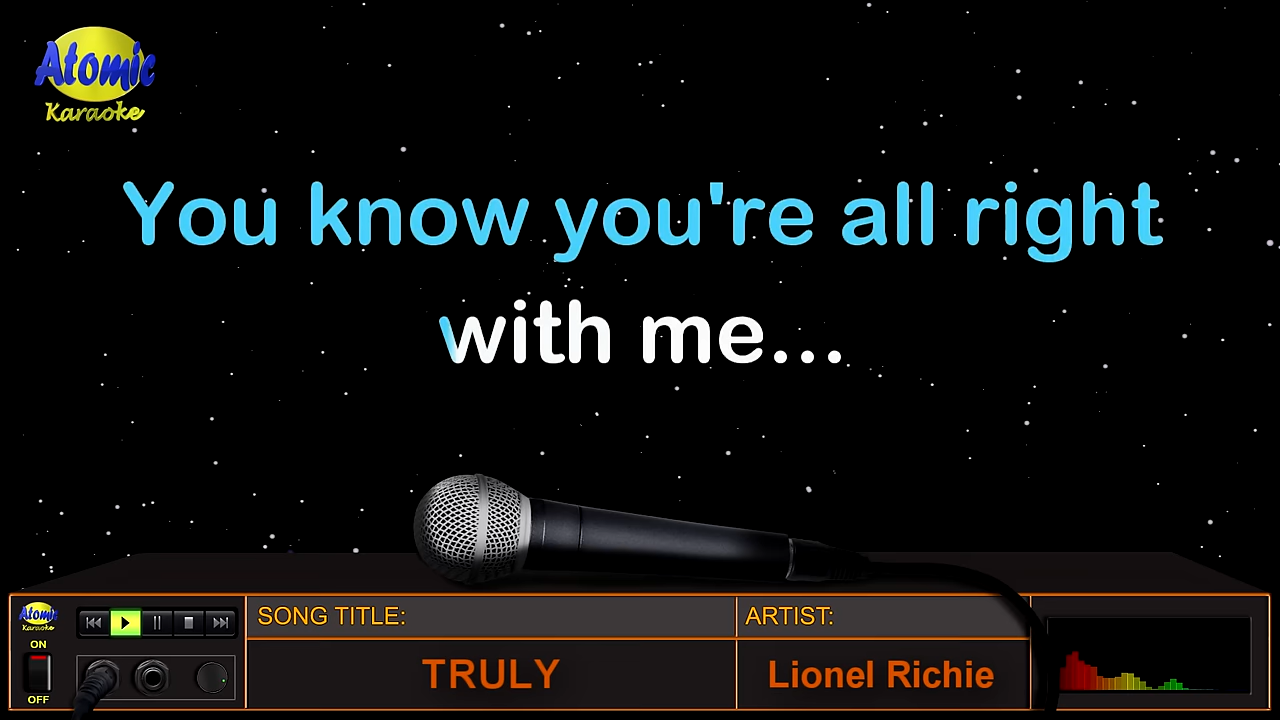 Atomic
Karaoke
You know you're all right
with me...
Atomic
Karaoke
ON
OFF
SONG TITLE:
TRULY
ARTIST:
Lionel Richie